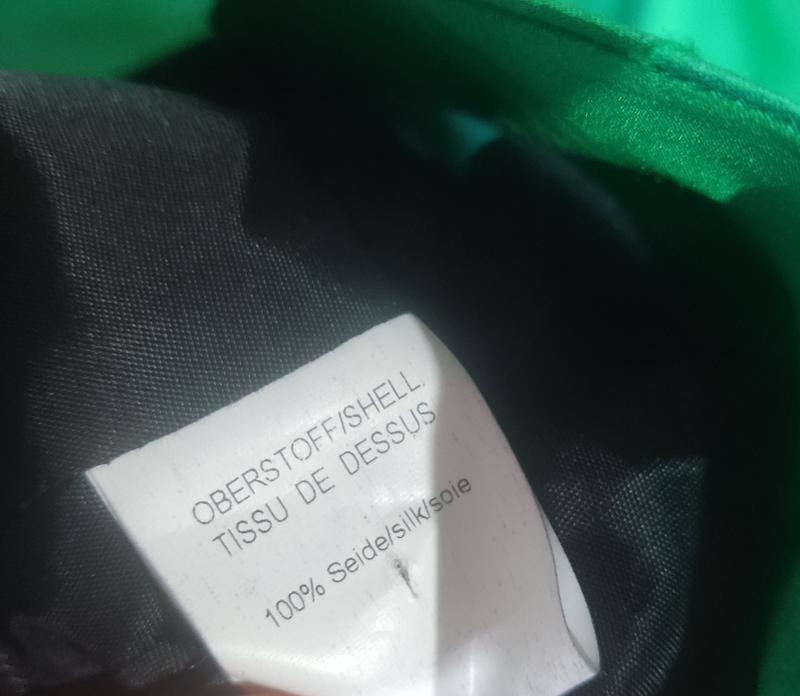 OBERSTOFF/SHELL
TISSU DE DESSUS
100% Seide/silk/soie